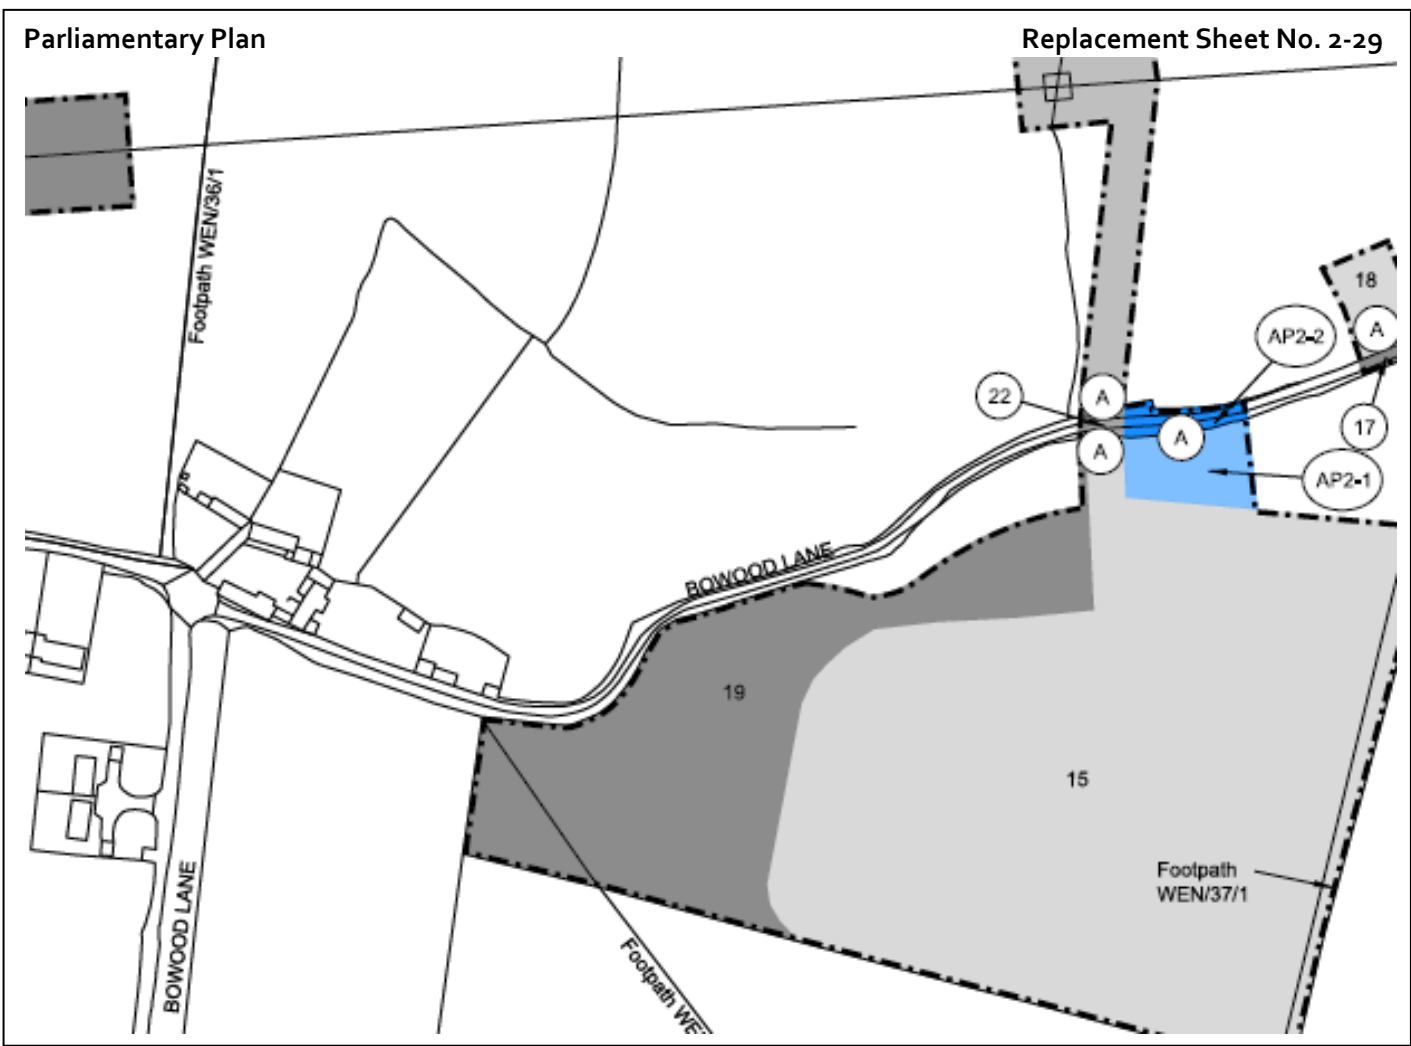 Parliamentary Plan
Replacement Sheet No. 2-29
Footpath WEN/36/1
18
A
AP2-2
22
A
A
A
17
AP2-1
BOWOOD LANE
19
15
Footpath
WEN/37/1
BOWOOD LANE
Footpath WE